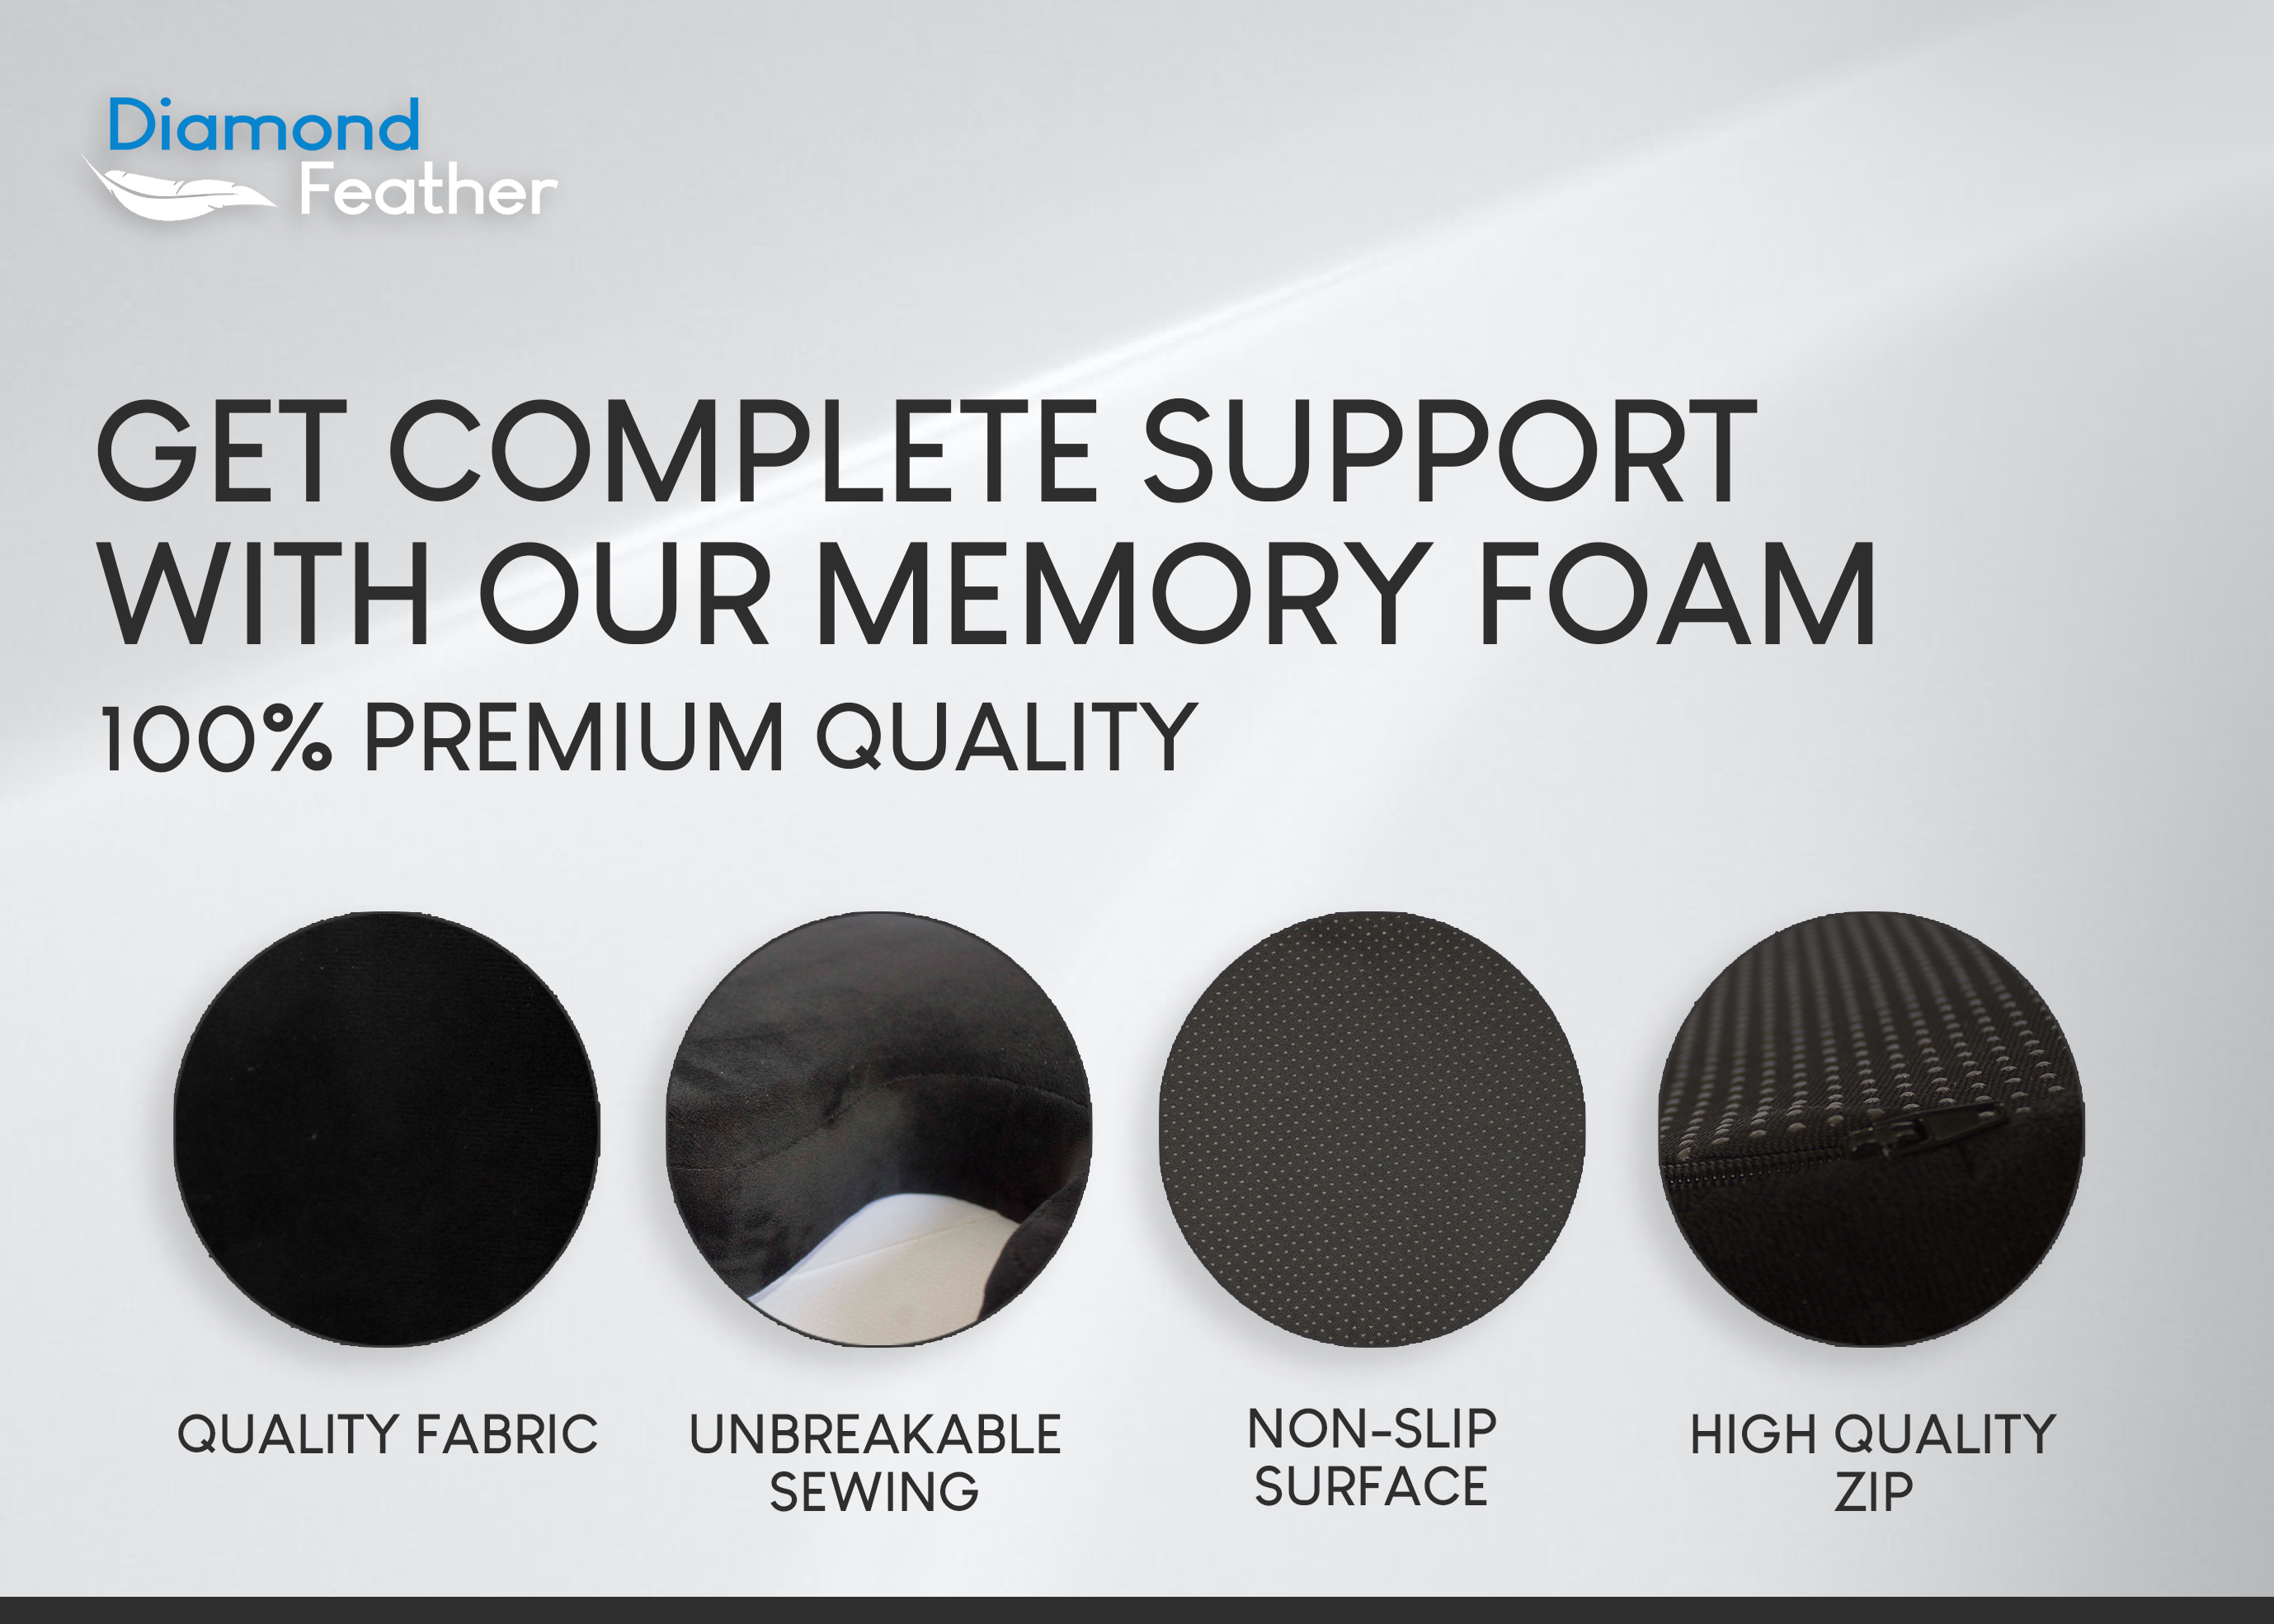 Diamond
Feather
GET COMPLETE SUPPORT
WITH OUR MEMORY FOAM
100% PREMIUM QUALITY
QUALITY FABRIC
UNBREAKABLE
SEWING
NON-SLIP
SURFACE
HIGH QUALITY
ZIP